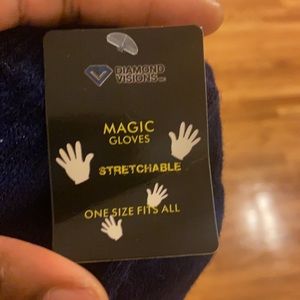 DIAMOND
VISIONS
MAGIC
GLOVES
STRETCHABLE
ONE SIZE FITS ALL